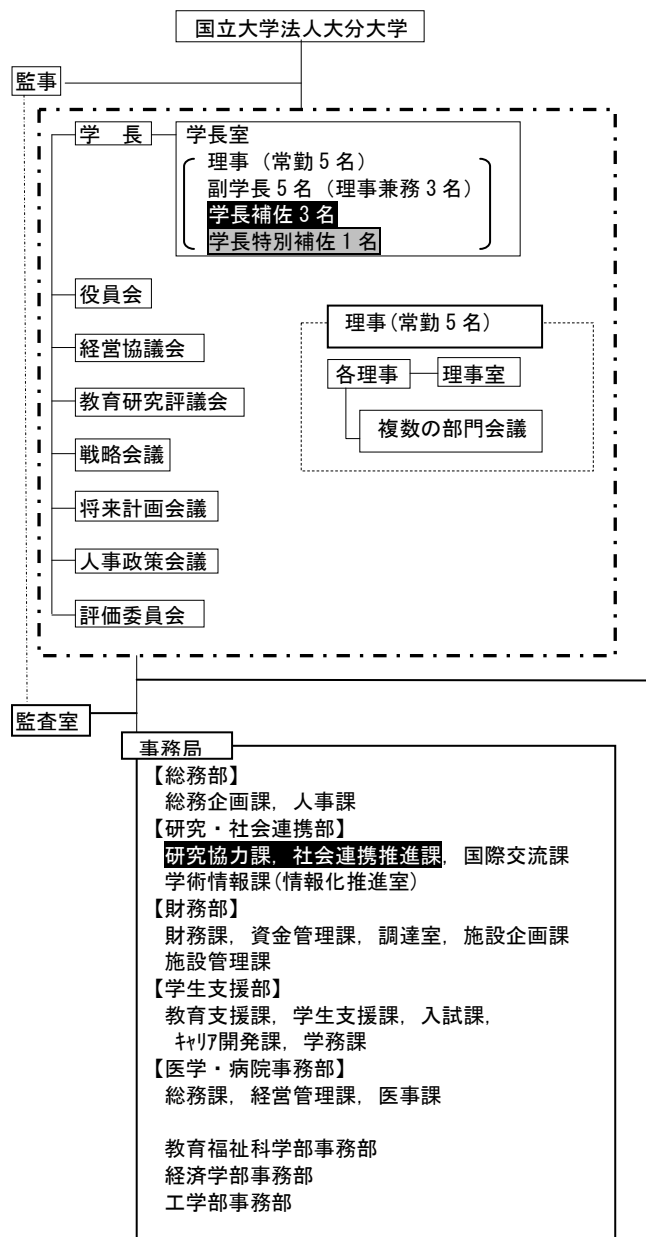 国立大学法人大分大学
監事
学　長
学長室
理事（常勤５名）
副学長５名（理事兼務３名）
学長補佐３名
学長特別補佐１名
役員会
経営協議会
教育研究評議会
戦略会議
将来計画会議
人事政策会議
評価委員会
理事（常勤５名）
各理事
理事室
複数の部門会議
監査室
事務局
【総務部】
総務企画課，人事課
【研究・社会連携部】
研究協力課，社会連携推進課，国際交流課
学術情報課（情報化推進室）
【財務部】
財務課，資金管理課，調達室，施設企画課
施設管理課
【学生支援部】
教育支援課，学生支援課，入試課，
ｷｬﾘｱ開発課，学務課
【医学・病院事務部】
総務課，経営管理課，医事課
教育福祉科学部事務部
経済学部事務部
工学部事務部